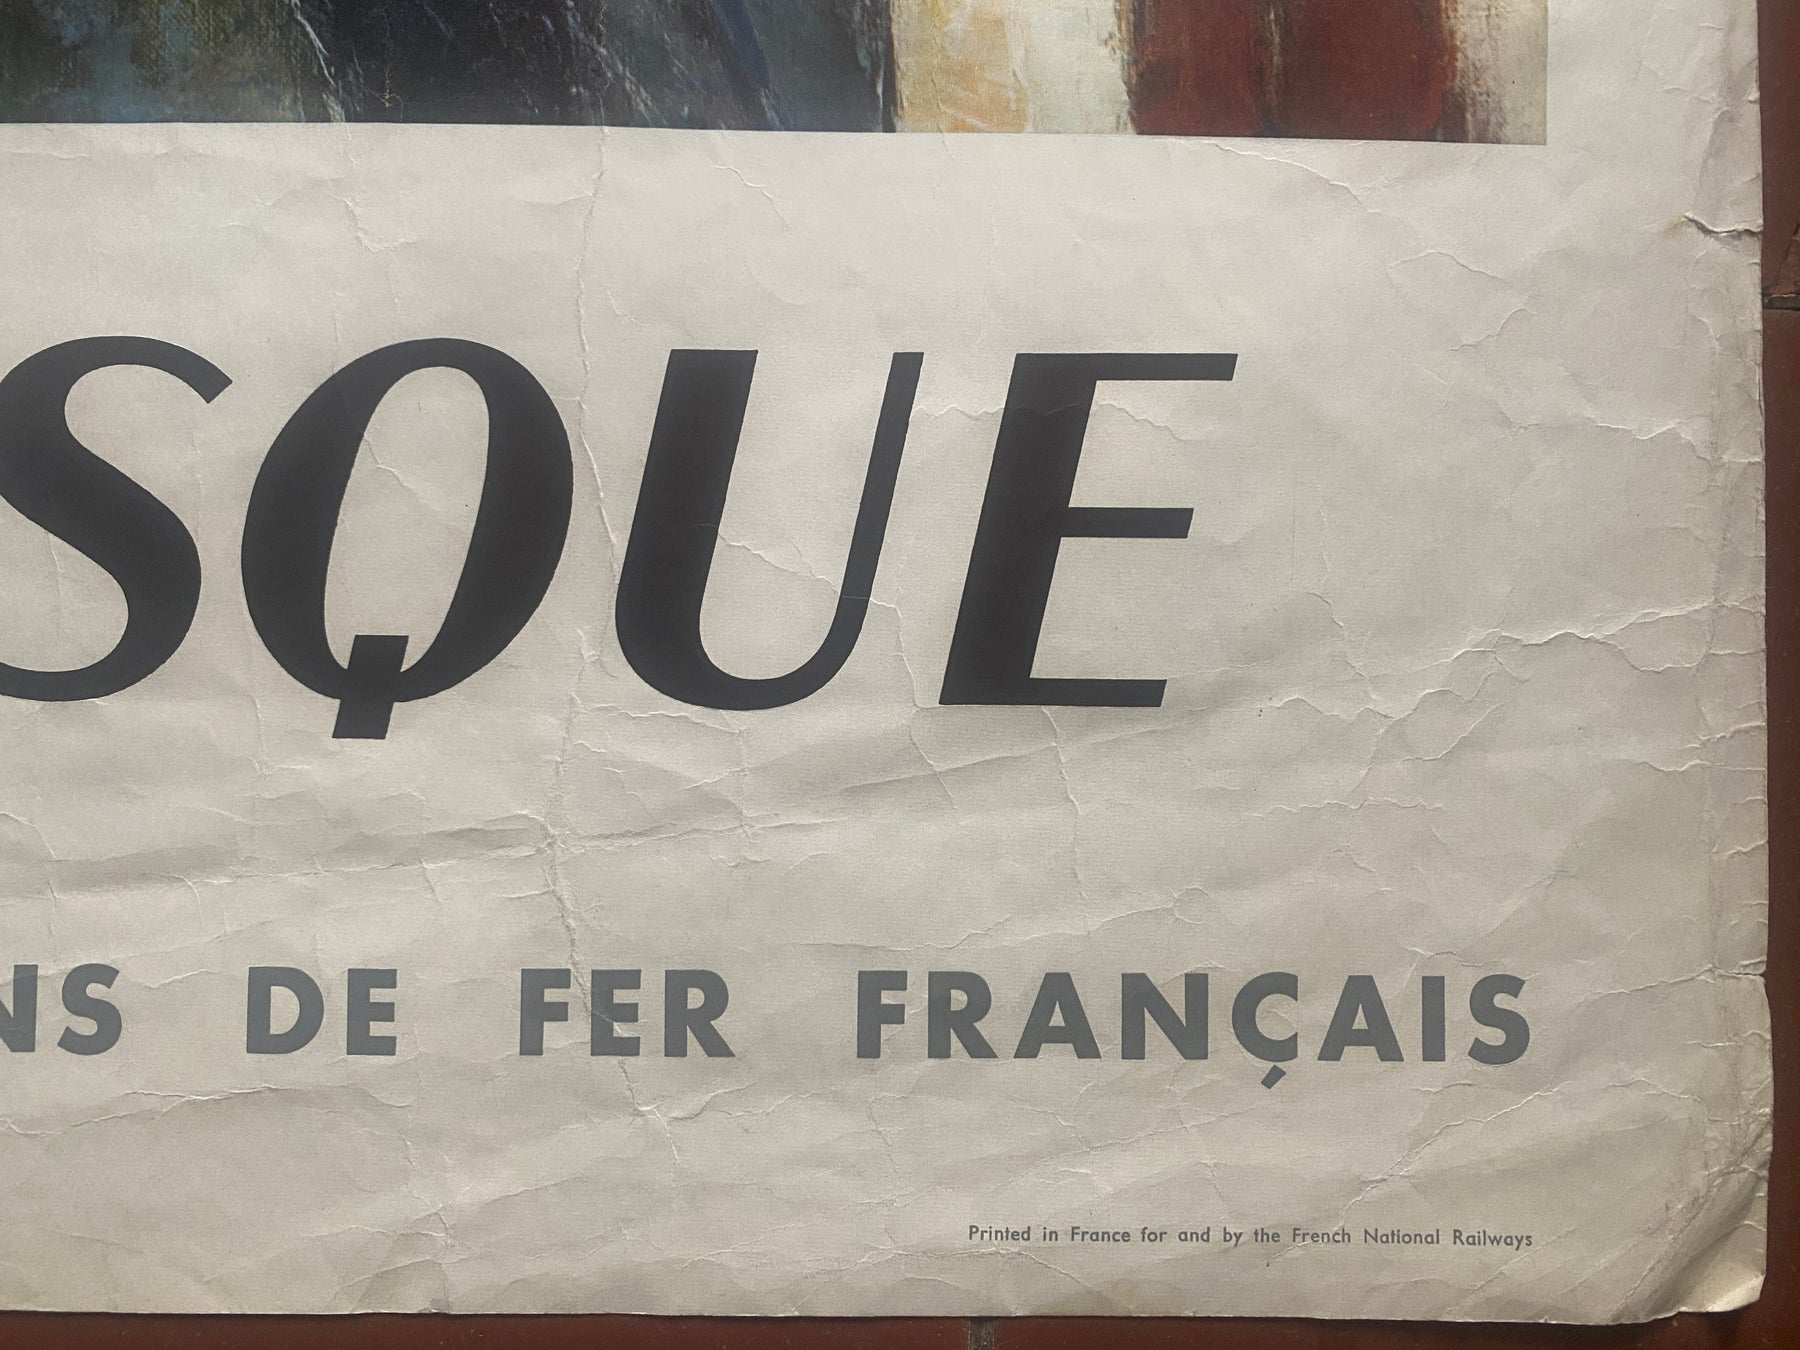 SQUE
NS DE FER FRANÇAIS
Printed in France for and by the French National Railways